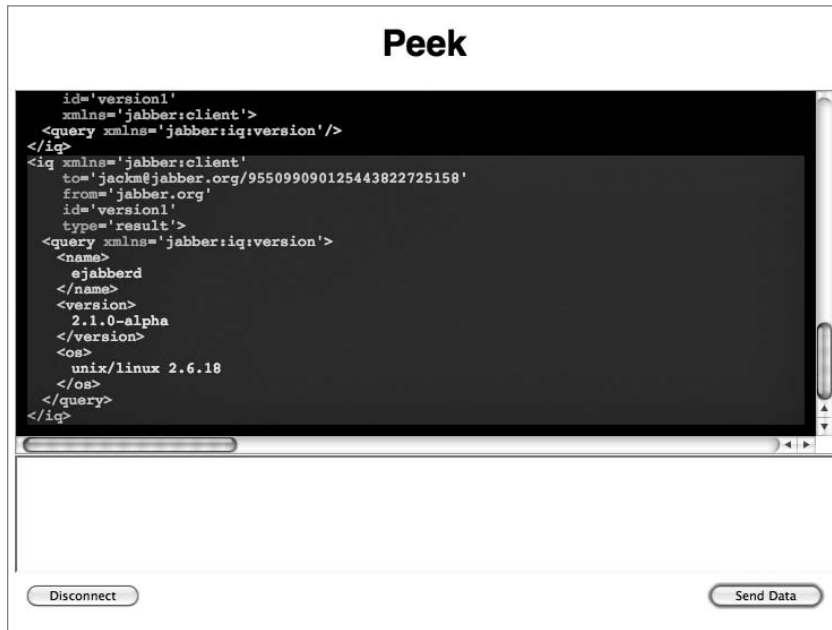 Peek
id='version1'
xmlns='jabber:client'>
<query xmlns='jabber:iq:version'/>
</iq>
<iq xmlns='jabber:client'
to='jackm@jabber.org/955099090125443822725158'
from='jabber.org'
id='version1'
type='result'>
<query xmlns='jabber:iq:version'>
<name>
ejabberd
</name>
<version>
2.1.0-alpha
</version>
<os>
unix/linux 2.6.18
</os>
</query>
</iq>
Disconnect
Send Data